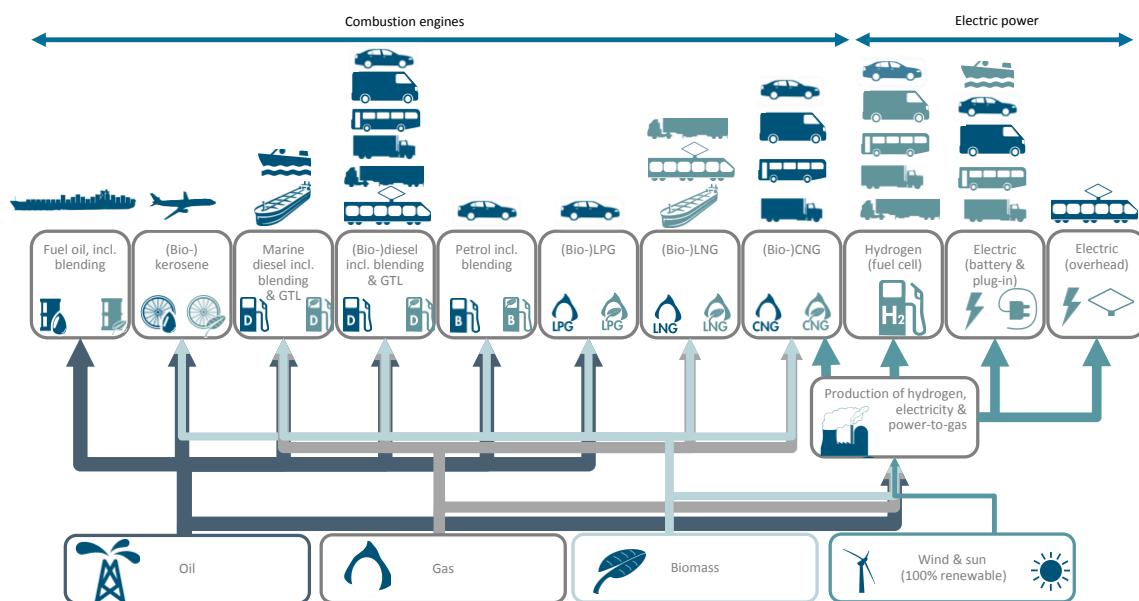 Combustion engines
Electric power
Fuel oil, incl.
blending
(Bio-)
kerosene
Marine
diesel incl.
blending
& GTL
D
D
(Bio-)diesel
incl. blending
& GTL
D
D
Petrol incl.
blending
B
B
(Bio-)LPG
LPG
LPG
(Bio-)LNG
LNG
LNG
(Bio-)CNG
CNG
CNG
Hydrogen
(fuel cell)
H2
Electric
(battery &
plug-in)
Electric
(overhead)
Production of hydrogen,
electricity &
power-to-gas
Oil
Gas
Biomass
Wind & sun
(100% renewable)